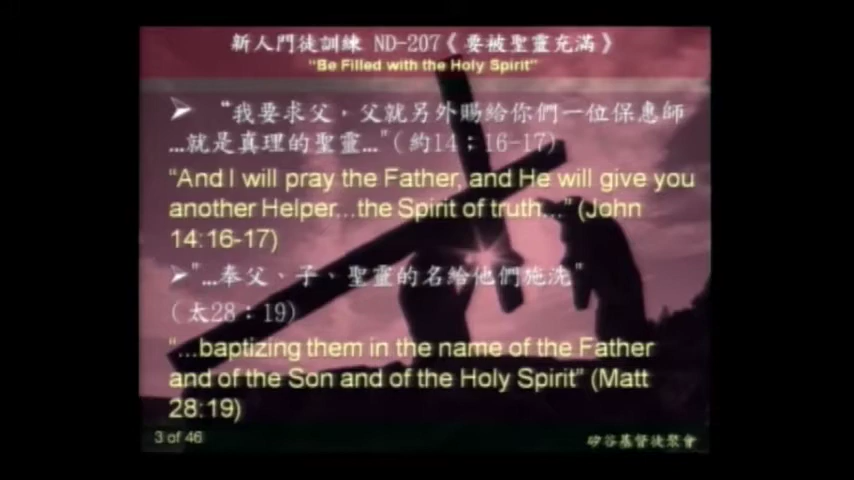 新人門徒訓練 ND-207《要被聖靈充滿》
"Be Filled with the Holy Spirit"
➢ “我要求父，父就另外賜給你們一位保惠師
...就是真理的聖靈..."(約14：16-17)
“And I will pray the Father, and He will give you
another Helper...the Spirit of truth...” (John
14:16-17)
➢"...奉父、子、聖靈的名給他們施洗"
(太28：19)
“...baptizing them in the name of the Father
and of the Son and of the Holy Spirit” (Matt
28:19)
3 of 46
矽谷基督徒聚會